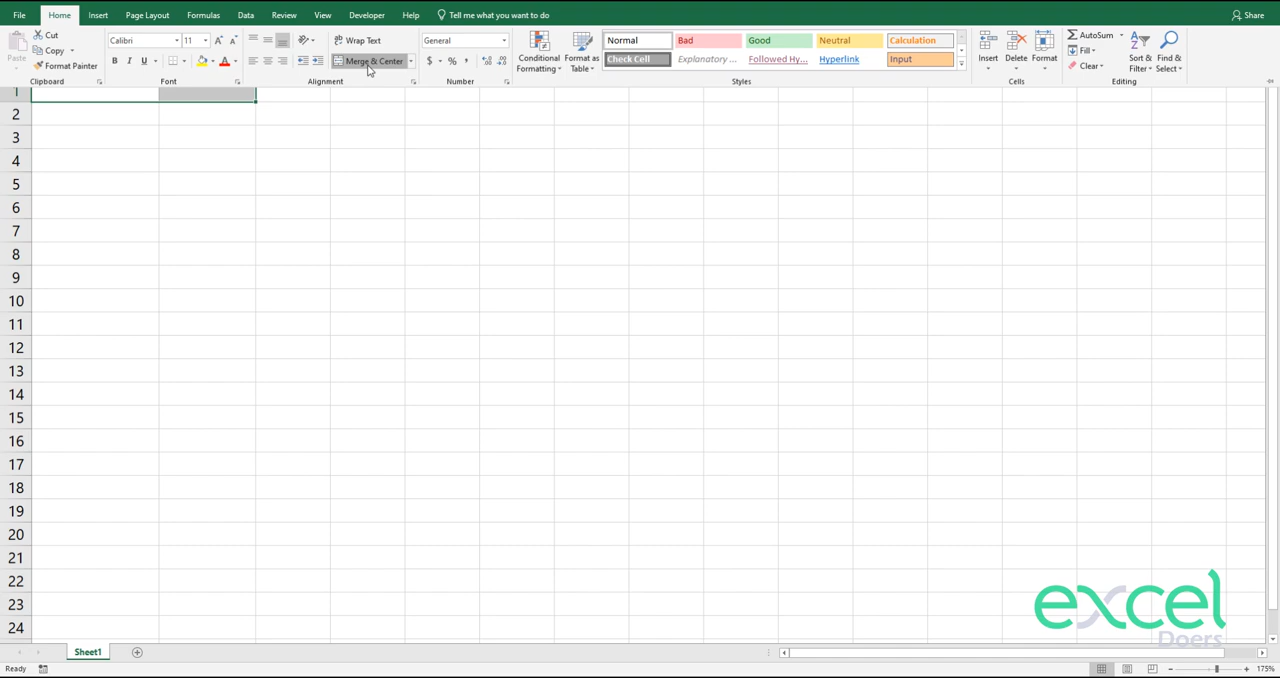 File Home Insert Page Layout Formulas Data Review View Developer Help Tell me what you want to do Share
Cut
Copy
Format Painter
Paste
Clipboard
Calibri 11
B I U
Font
Wrap Text
Merge & Center
Alignment
General
$ % ,
Number
Conditional Formatting
Format as Table
Normal Bad Good Neutral Calculation
Check Cell Explanatory ... Followed Hy... Hyperlink Input
Styles
Insert Delete Format
Cells
AutoSum
Fill
Clear
Sort & Filter
Find & Select
Editing
1
2
3
4
5
6
7
8
9
10
11
12
13
14
15
16
17
18
19
20
21
22
23
24
excel
Doers
Sheet1
Ready
175%